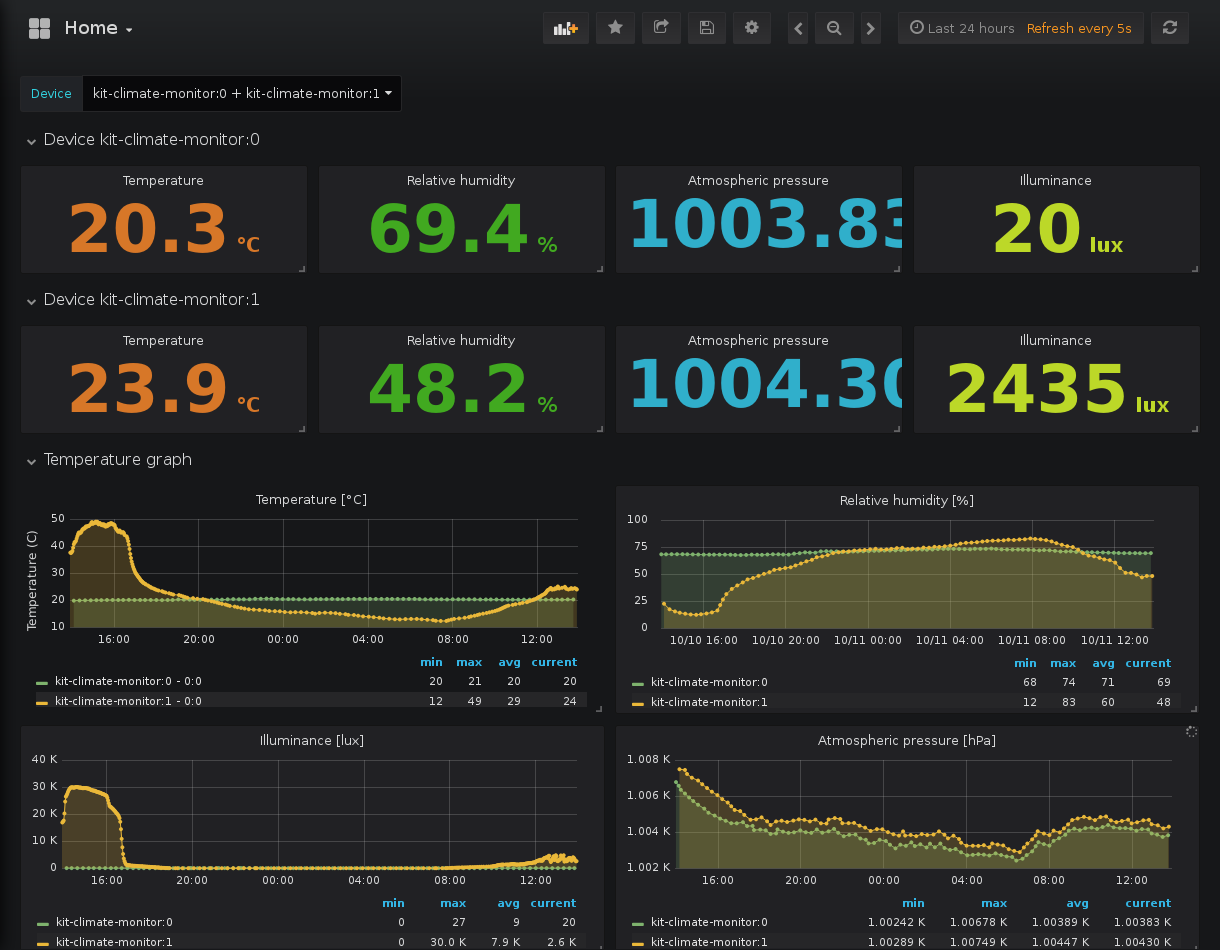 Home
Last 24 hours Refresh every 5s
Device kit-climate-monitor:0 + kit-climate-monitor:1
Device kit-climate-monitor:0
Temperature Relative humidity Atmospheric pressure Illuminance
20.3 °C 69.4 % 1003.83 20 lux
Device kit-climate-monitor:1
Temperature Relative humidity Atmospheric pressure Illuminance
23.9 °C 48.2 % 1004.30 2435 lux
Temperature graph
Temperature [°C]
Temperature (C)
50
40
30
20
10
16:00 20:00 00:00 04:00 08:00 12:00
min max avg current
kit-climate-monitor:0 - 0:0 20 21 20 20
kit-climate-monitor:1 - 0:0 12 49 29 24
Relative humidity [%]
100
75
50
25
0
10/10 16:00 10/10 20:00 10/11 00:00 10/11 04:00 10/11 08:00 10/11 12:00
min max avg current
kit-climate-monitor:0 68 74 71 69
kit-climate-monitor:1 12 83 60 48
Illuminance [lux]
40 K
30 K
20 K
10 K
0
16:00 20:00 00:00 04:00 08:00 12:00
min max avg current
kit-climate-monitor:0 0 27 9 20
kit-climate-monitor:1 0 30.0 K 7.9 K 2.6 K
Atmospheric pressure [hPa]
1.008 K
1.006 K
1.004 K
1.002 K
16:00 20:00 00:00 04:00 08:00 12:00
min max avg current
kit-climate-monitor:0 1.00242 K 1.00678 K 1.00389 K 1.00383 K
kit-climate-monitor:1 1.00289 K 1.00749 K 1.00447 K 1.00430 K